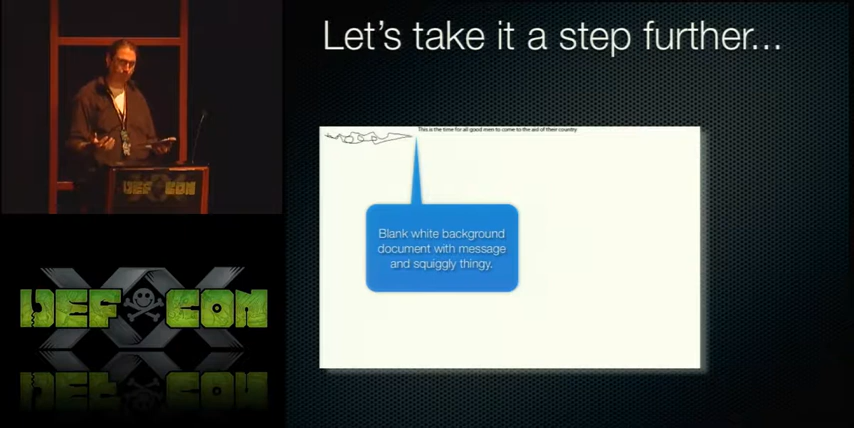 Let's take it a step further...
This is the time for all good men to come to the aid of their country
Blank white background
document with message
and squiggly thingy.
DEF CON
XX
DEF CON